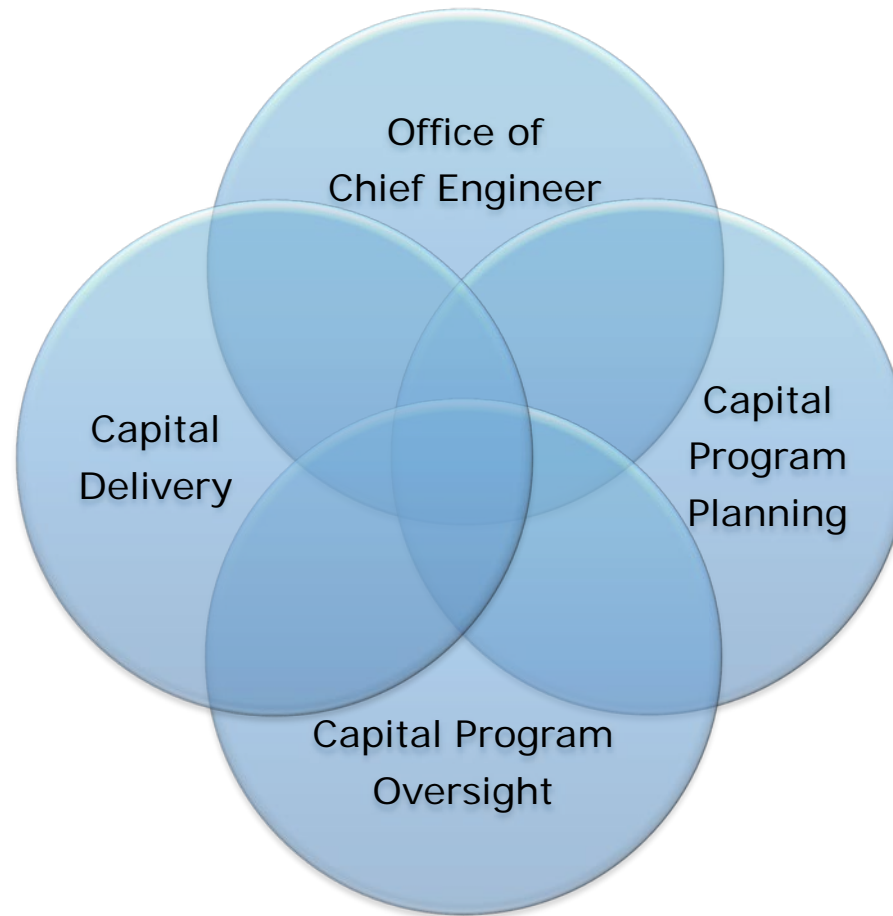 Office of
Chief Engineer
Capital
Delivery
Capital
Program
Planning
Capital Program
Oversight